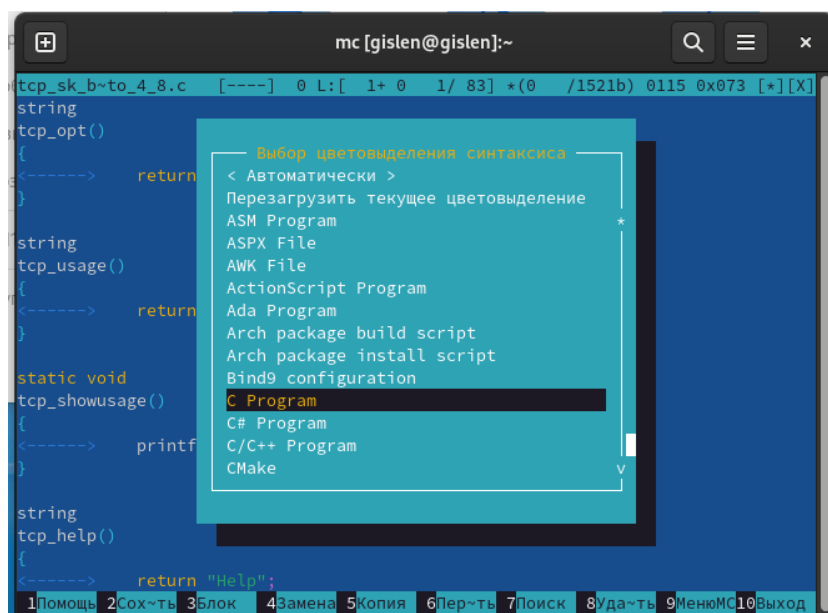 mc [gislen@gislen]:~
tcp_sk_b~to_4_8.c [----] 0 L:[ 1+ 0 1/ 83] *(0 /1521b) 0115 0x073 [*][X]
string
tcp_opt()
{
<------> return
}
string
tcp_usage()
{
<------> return
}
static void
tcp_showusage()
{
<------> printf
}
string
tcp_help()
{
<------> return "Help";
Выбор цветовыделения синтаксиса
< Автоматически >
Перезагрузить текущее цветовыделение
ASM Program
ASPX File
AWK File
ActionScript Program
Ada Program
Arch package build script
Arch package install script
Bind9 configuration
C Program
C# Program
C/C++ Program
CMake
1Помощь 2Сох~ть 3Блок 4Замена 5Копия 6Пер~ть 7Поиск 8Уда~ть 9МенюМС10Выход